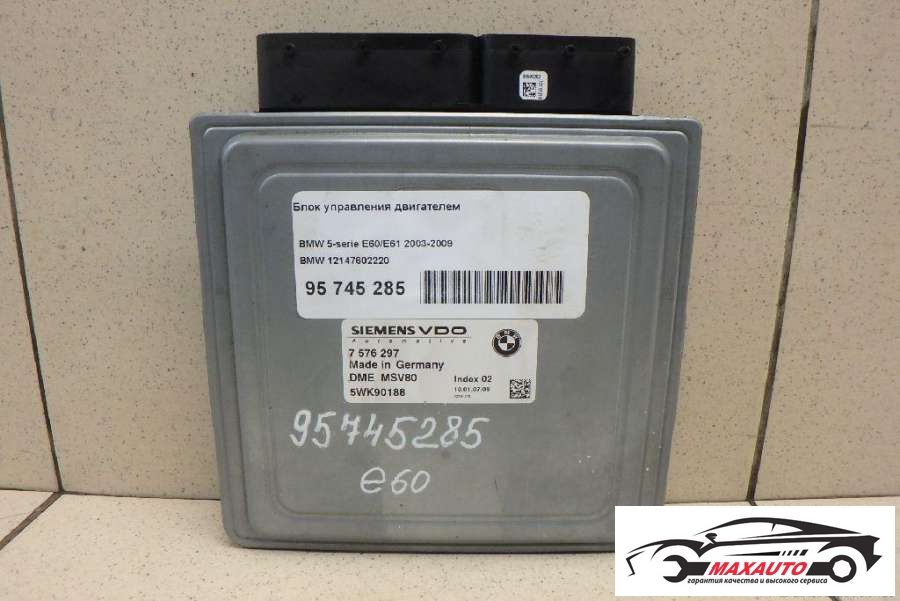 Блок управления двигателем
BMW 5-serie E60/E61 2003-2009
BMW 12147602220
95 745 285
SIEMENS VDO
Automotive
7 576 297
Made in Germany
DME MSV80
Index 02
5WK90188
95745285
e60
MAXAUTO
гарантия качества и высокого сервиса